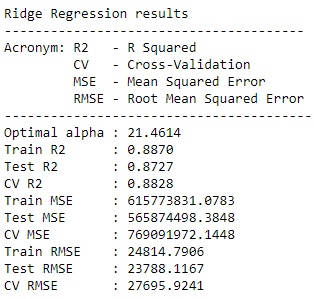 Ridge Regression results
---------------------------------------
Acronym: R2   - R Squared
         CV   - Cross-Validation
         MSE  - Mean Squared Error
         RMSE - Root Mean Squared Error
----------------------------------------
Optimal alpha : 21.4614
Train R2      : 0.8870
Test R2       : 0.8727
CV R2         : 0.8828
Train MSE     : 615773831.0783
Test MSE      : 565874498.3848
CV MSE        : 769091972.1448
Train RMSE    : 24814.7906
Test RMSE     : 23788.1167
CV RMSE       : 27695.9241